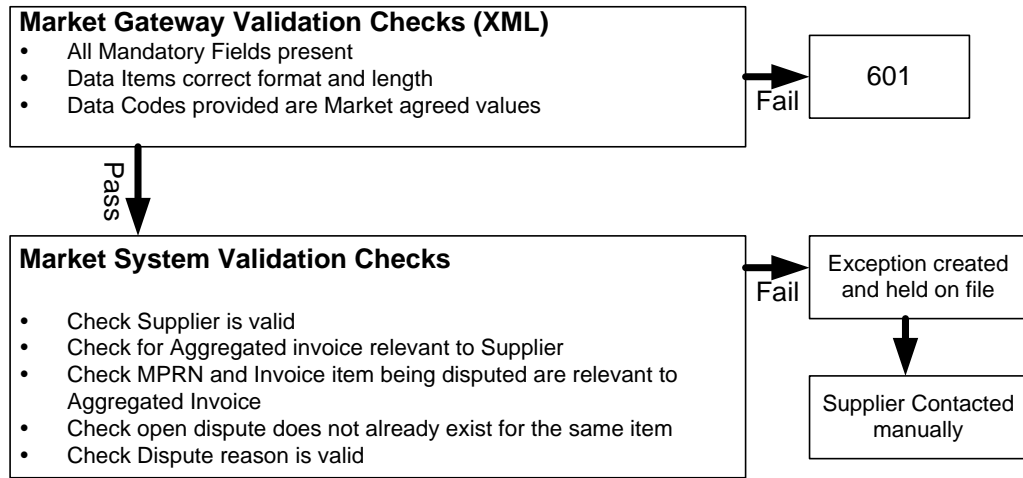 Market Gateway Validation Checks (XML)
• All Mandatory Fields present
• Data Items correct format and length
• Data Codes provided are Market agreed values
Fail
601
Pass
Market System Validation Checks
• Check Supplier is valid
• Check for Aggregated invoice relevant to Supplier
• Check MPRN and Invoice item being disputed are relevant to
Aggregated Invoice
• Check open dispute does not already exist for the same item
• Check Dispute reason is valid
Fail
Exception created
and held on file
Supplier Contacted
manually